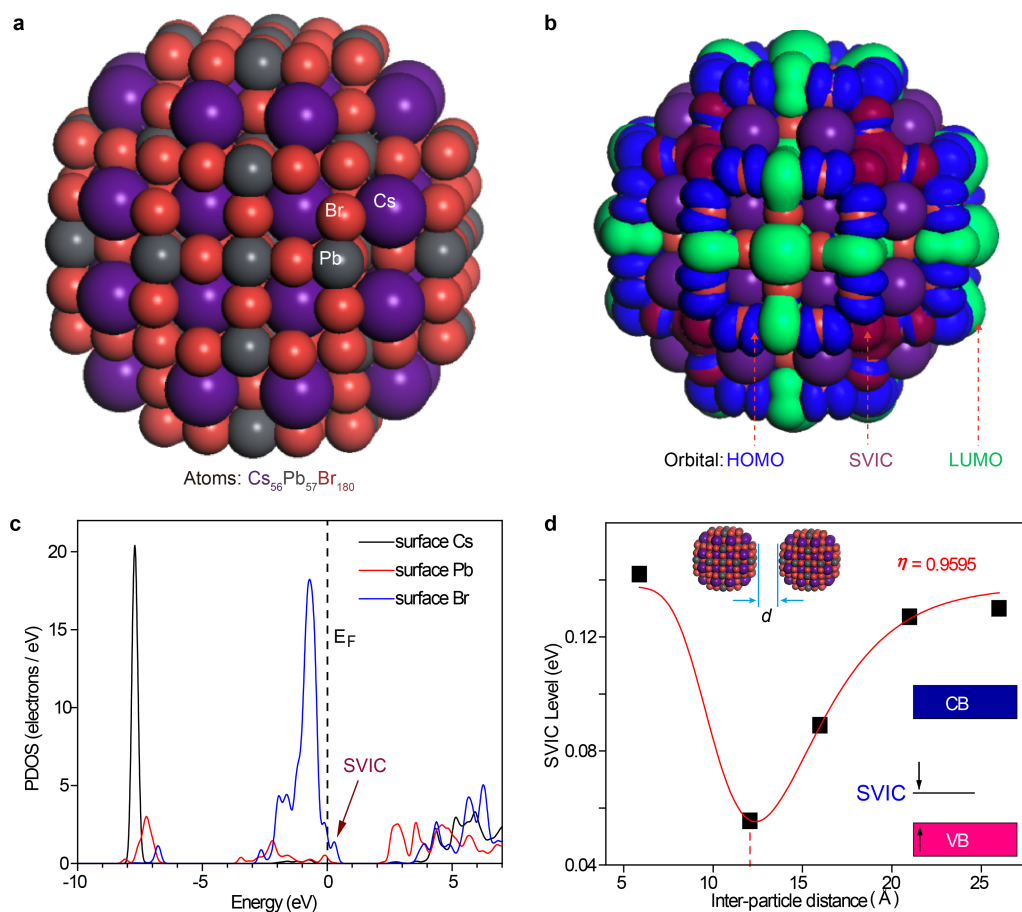 a
Br
Cs
Pb
Atoms: Cs₅₆Pb₅₇Br₁₈₀
b
Orbital: HOMO SVIC LUMO
c
20
15
10
5
0
-10
-5
0
5
PDOS (electrons / eV)
Energy (eV)
surface Cs
surface Pb
surface Br
E_F
SVIC
d
η = 0.9595
d
0.12
0.08
0.04
5
10
15
20
25
SVIC Level (eV)
Inter-particle distance (Å)
CB
SVIC
VB